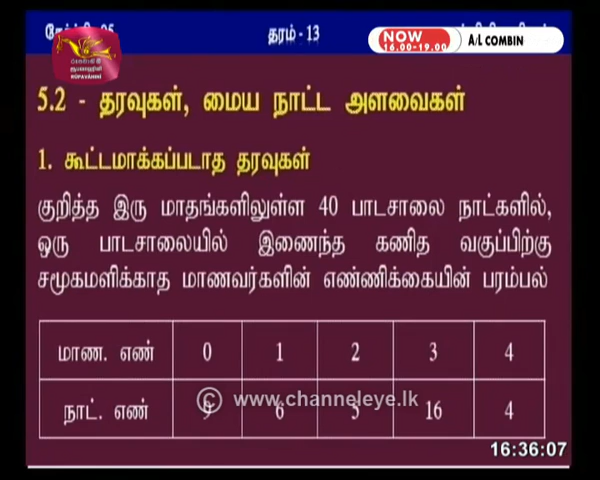 தரம் - 13
NOW
16.00-19.00
A/L COMBIN
5.2 - தரவுகள், மைய நாட்ட அளவைகள்
1. கூட்டமாக்கப்படாத தரவுகள்
குறித்த இரு மாதங்களிலுள்ள 40 பாடசாலை நாட்களில்,
ஒரு பாடசாலையில் இணைந்த கணித வகுப்பிற்கு
சமூகமளிக்காத மாணவர்களின் எண்ணிக்கையின் பரம்பல்
மாண. எண் 0 1 2 3 4
நாட். எண் 9 6 5 16 4
© www.channeleye.lk
16:36:07